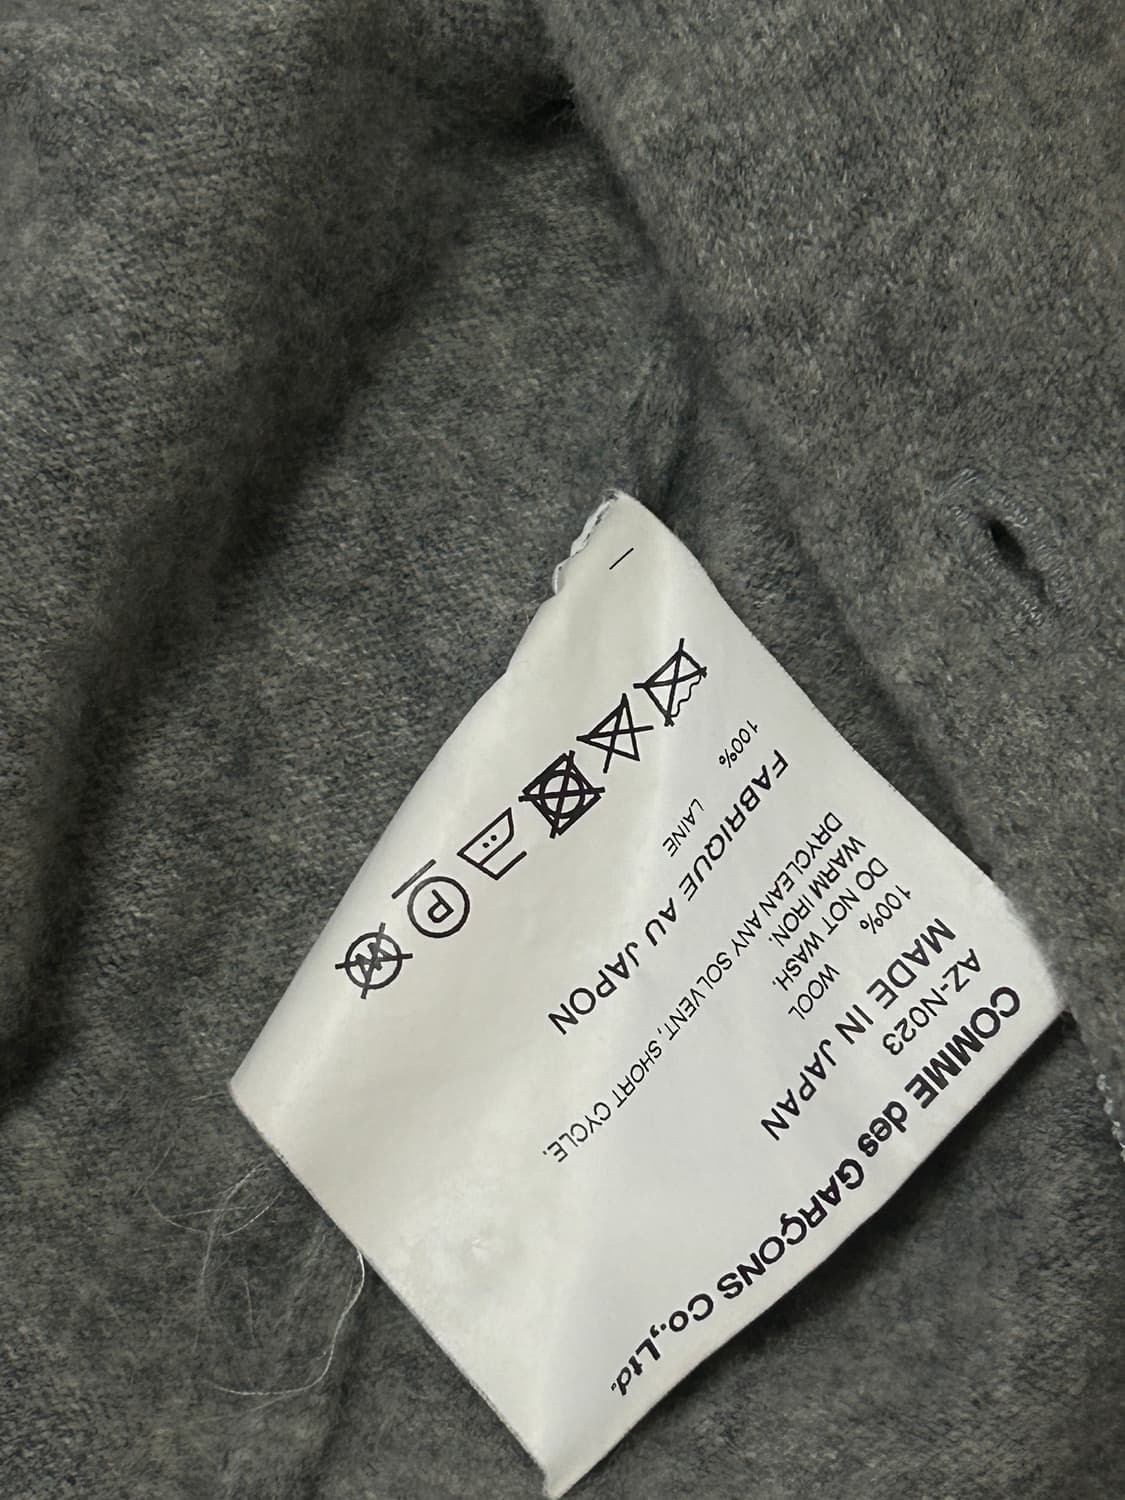 COMME des GARÇONS Co.,Ltd.
AZ-N023
MADE IN JAPAN
100% WOOL
DO NOT WASH,
WARM IRON.
DRYCLEAN ANY SOLVENT, SHORT CYCLE,
FABRIQUE AU JAPON
100% LAINE
P
W